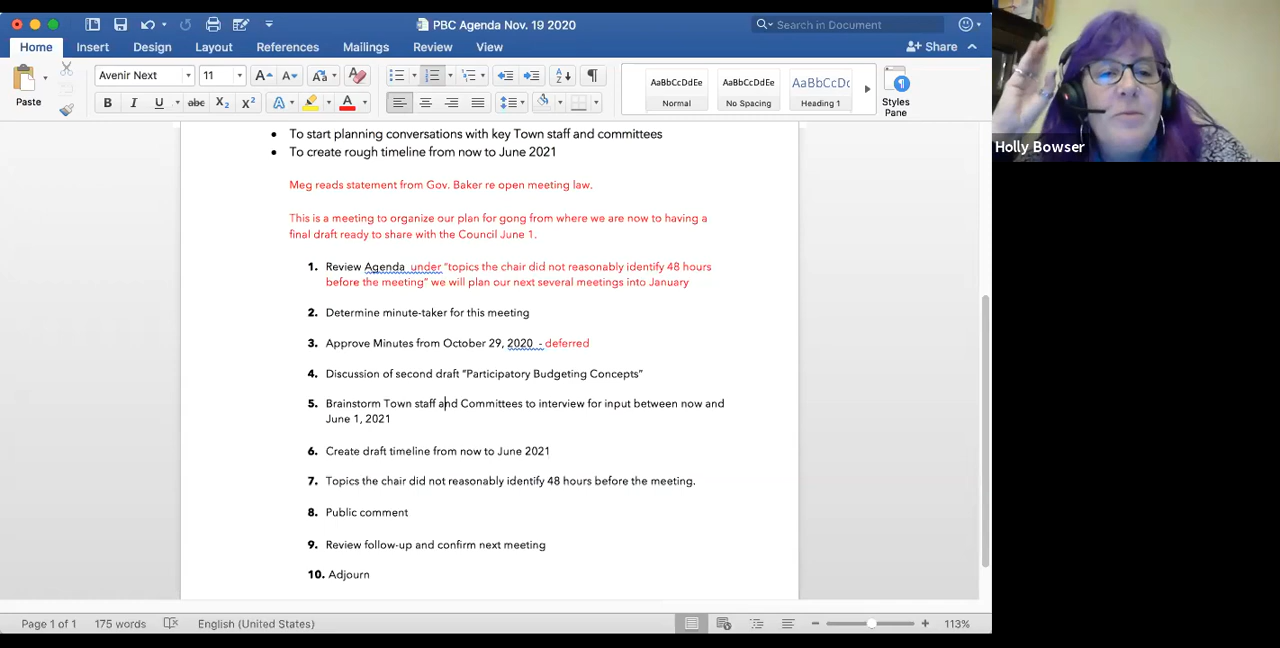 PBC Agenda Nov. 19 2020
Search in Document
Home Insert Design Layout References Mailings Review View Share
Paste
Avenir Next 11
AaBbCcDdEe AaBbCcDdEe AaBbCcDc
Normal No Spacing Heading 1
Styles Pane
Holly Bowser
• To start planning conversations with key Town staff and committees
• To create rough timeline from now to June 2021
Meg reads statement from Gov. Baker re open meeting law.
This is a meeting to organize our plan for gong from where we are now to having a
final draft ready to share with the Council June 1.
1. Review Agenda under “topics the chair did not reasonably identify 48 hours
before the meeting” we will plan our next several meetings into January
2. Determine minute-taker for this meeting
3. Approve Minutes from October 29, 2020 - deferred
4. Discussion of second draft “Participatory Budgeting Concepts”
5. Brainstorm Town staff and Committees to interview for input between now and
June 1, 2021
6. Create draft timeline from now to June 2021
7. Topics the chair did not reasonably identify 48 hours before the meeting.
8. Public comment
9. Review follow-up and confirm next meeting
10. Adjourn
Page 1 of 1 175 words English (United States) 113%